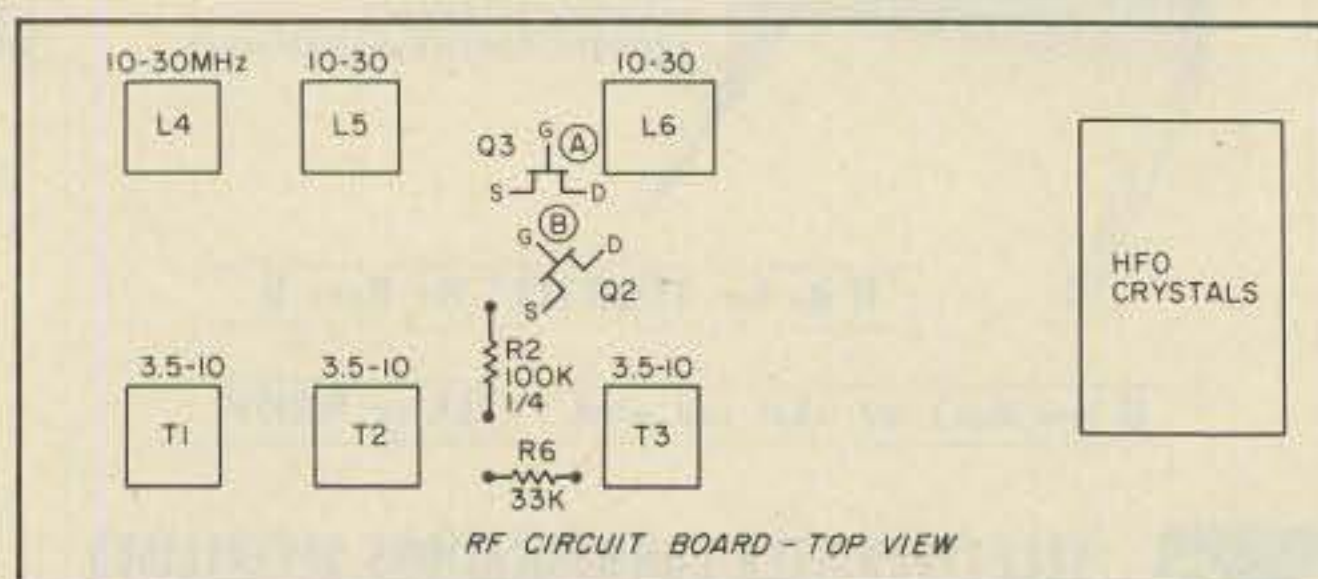 10-30MHz 10-30 10-30
L4 L5 L6
Q3 G A
S D
B
G D
Q2
S
HFO
CRYSTALS
R2
100K
1/4
3.5-10 3.5-10 3.5-10
T1 T2 T3
R6
33K
RF CIRCUIT BOARD - TOP VIEW